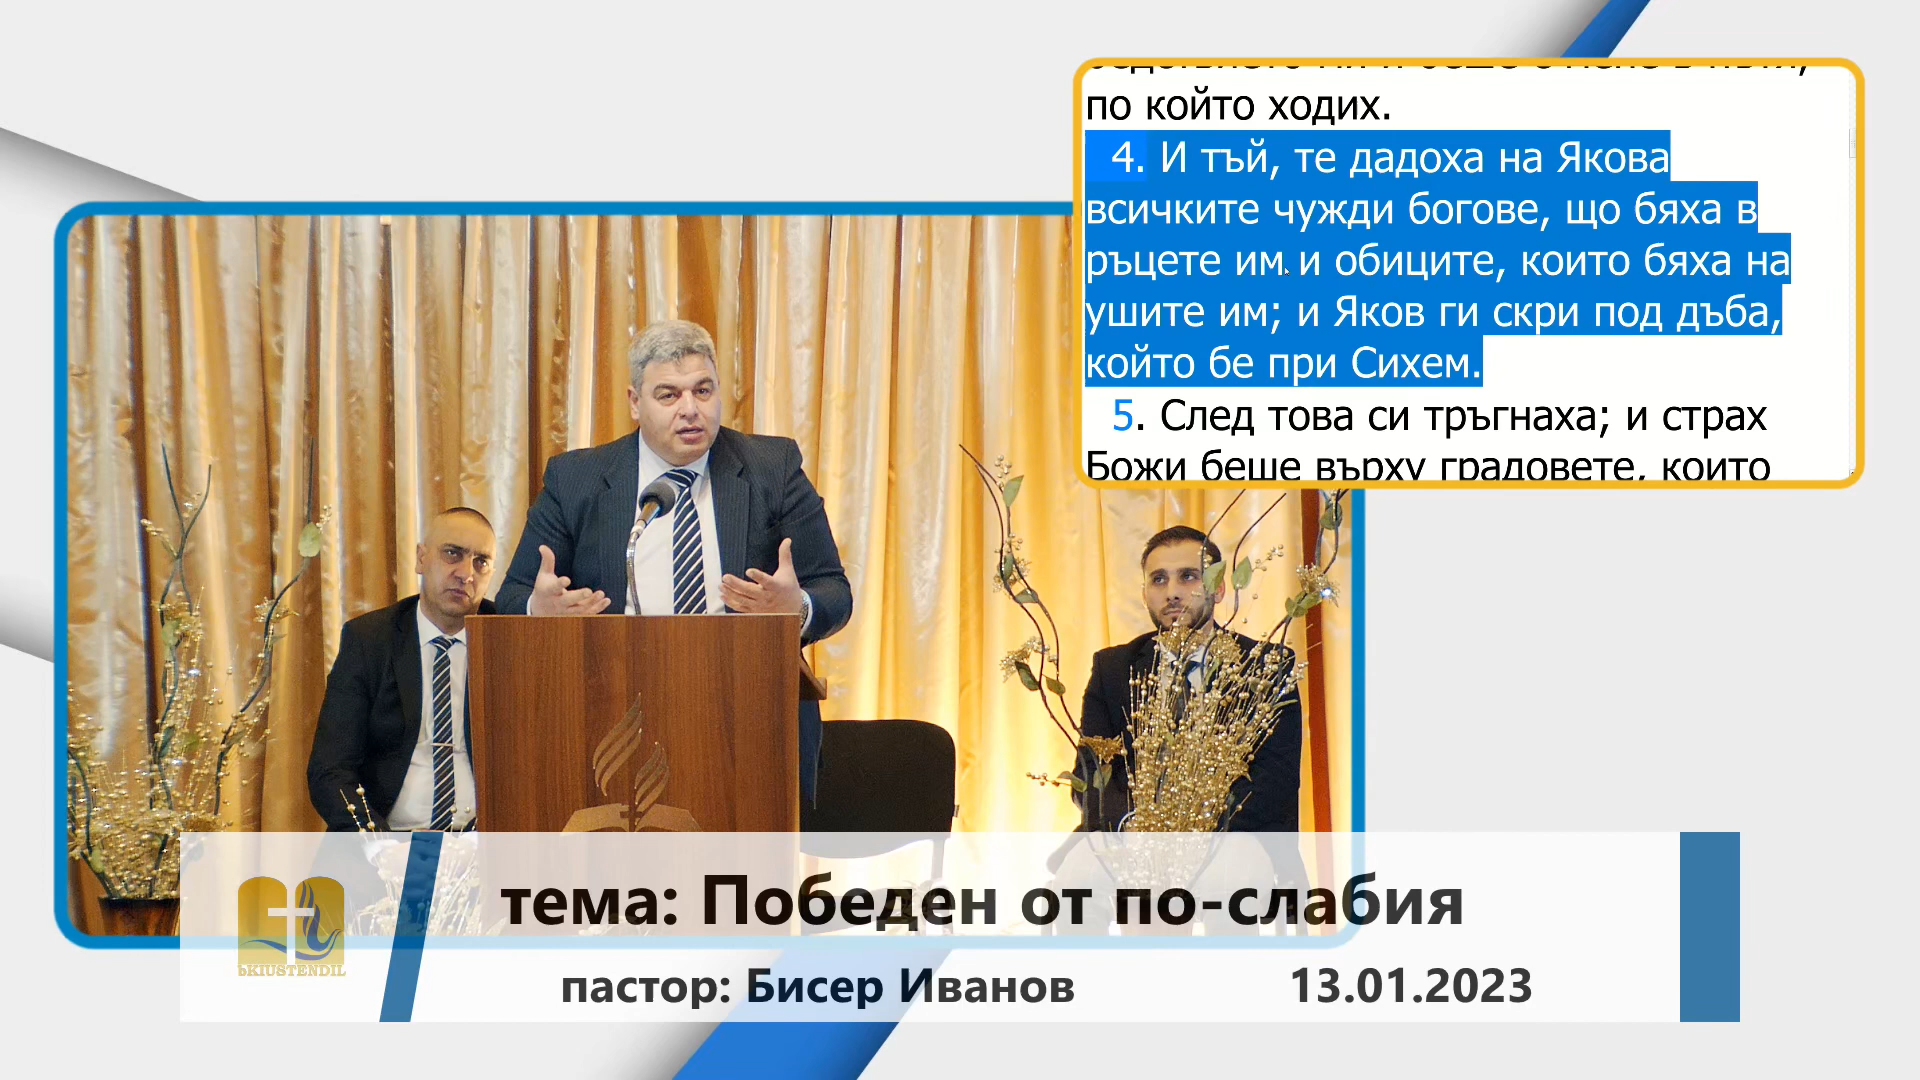 по който ходих.
4. И тъй, те дадоха на Якова
всичките чужди богове, що бяха в
ръцете им и обиците, които бяха на
ушите им; и Яков ги скри под дъба,
който бе при Сихем.
5. След това си тръгнаха; и страх
Божи беше върху градовете, които
тема: Победен от по-слабия
пастор: Бисер Иванов 13.01.2023
ЪKIUSTENDIL